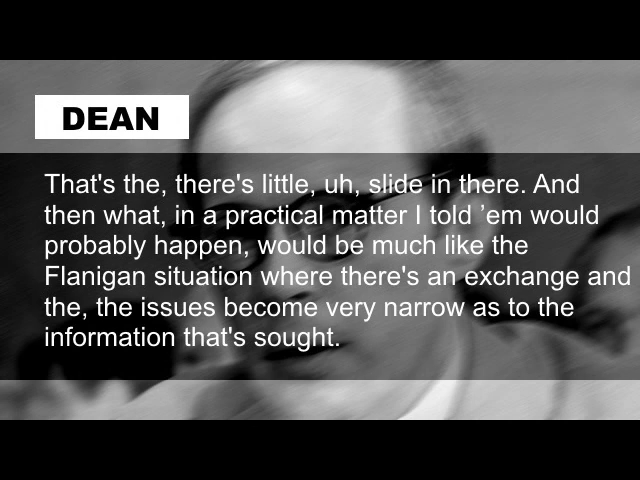 DEAN
That's the, there's little, uh, slide in there. And
then what, in a practical matter I told ’em would
probably happen, would be much like the
Flanigan situation where there's an exchange and
the, the issues become very narrow as to the
information that's sought.